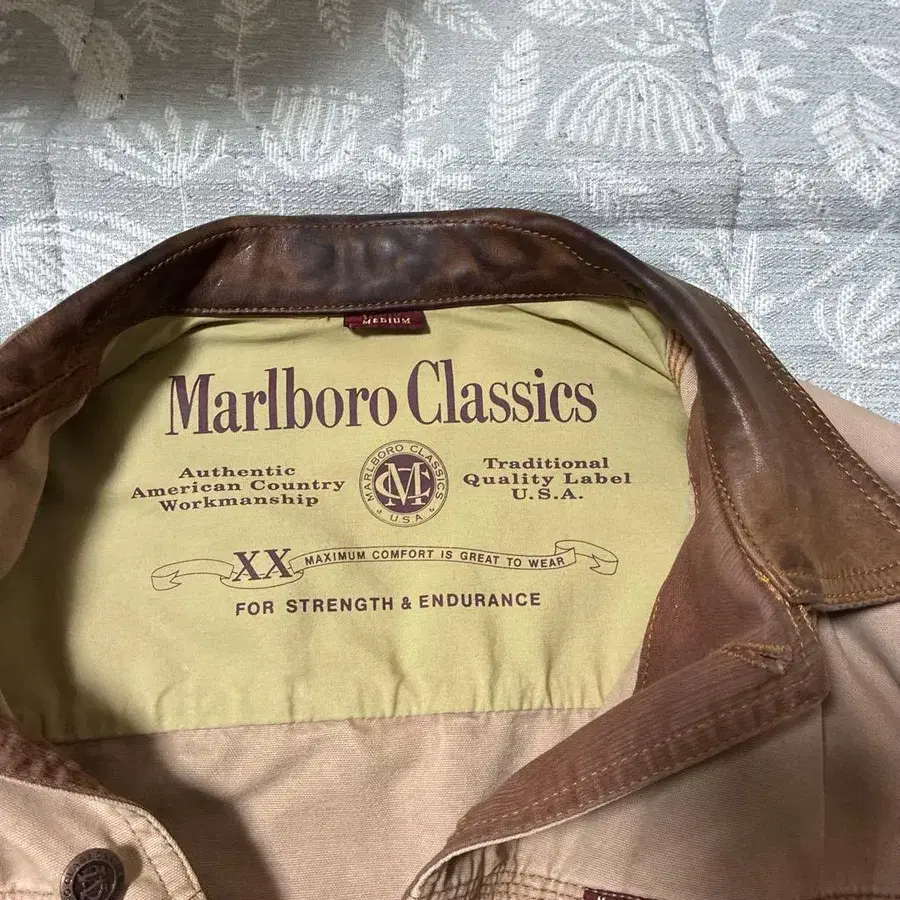 MEDIUM
Marlboro Classics
Authentic
American Country
Workmanship
MARLBORO CLASSICS
MC
U.S.A.
Traditional
Quality Label
U.S.A.
XX MAXIMUM COMFORT IS GREAT TO WEAR
FOR STRENGTH & ENDURANCE